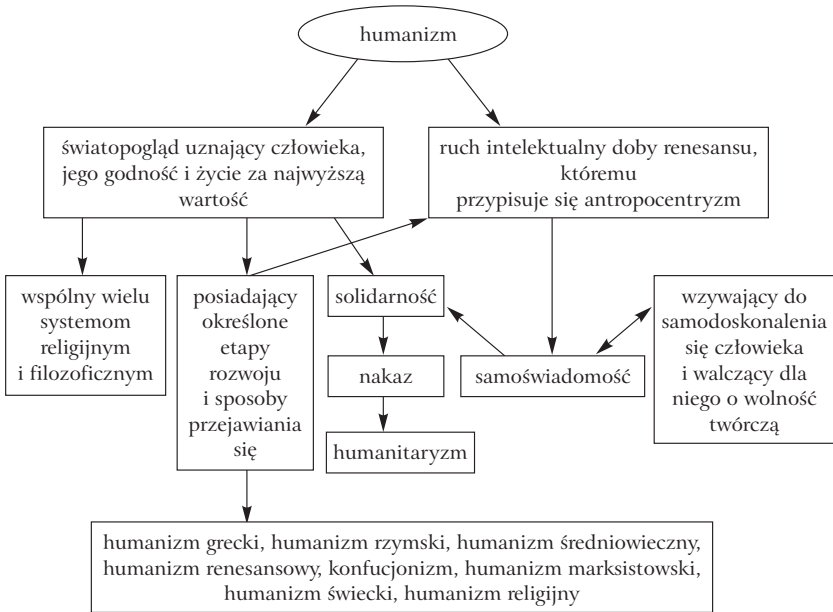 humanizm
światopogląd uznający człowieka,
jego godność i życie za najwyższą
wartość
ruch intelektualny doby renesansu,
któremu
przypisuje się antropocentryzm
wspólny wielu
systemom
religijnym
i filozoficznym
posiadający
określone
etapy
rozwoju
i sposoby
przejawiania
się
solidarność
nakaz
humanitaryzm
samoświadomość
wzywający do
samodoskonalenia
się człowieka
i walczący dla
niego o wolność
twórczą
humanizm grecki, humanizm rzymski, humanizm średniowieczny,
humanizm renesansowy, konfucjonizm, humanizm marksistowski,
humanizm świecki, humanizm religijny